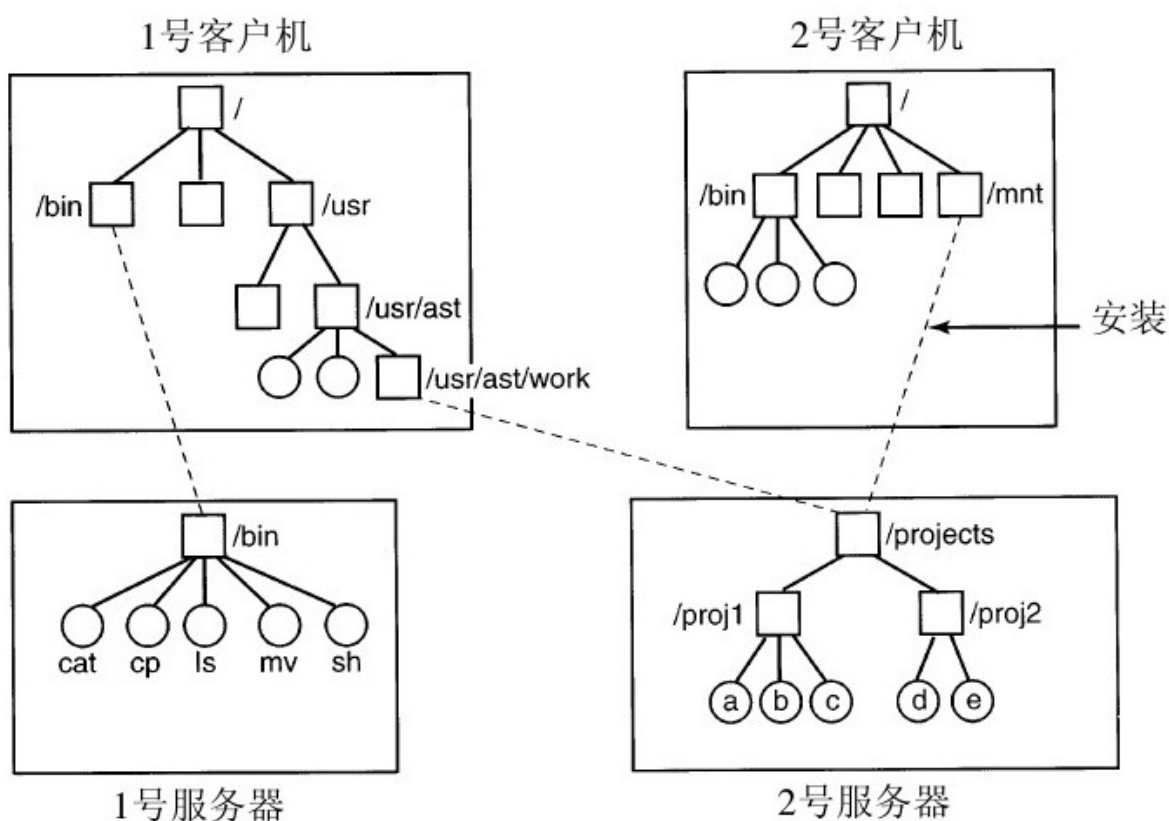 1号客户机
2号客户机
/
/bin
/usr
/usr/ast
/usr/ast/work
/
/bin
/mnt
安装
/bin
cat cp ls mv sh
/projects
/proj1
/proj2
a b c d e
1号服务器
2号服务器